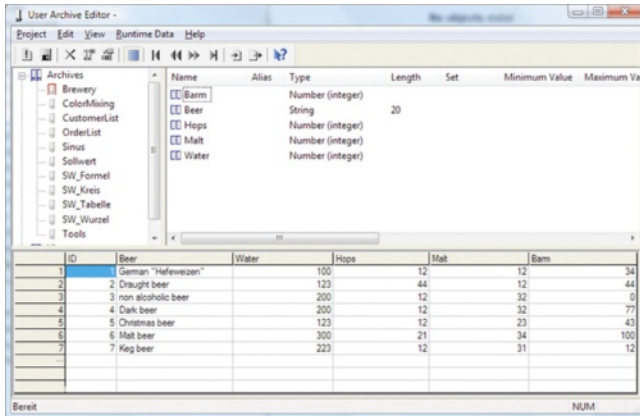 User Archive Editor -
Project Edit View Runtime Data Help
Archives
Brewery
ColorMixing
CustomerList
OrderList
Sinus
Sollwert
SW_Formel
SW_Kreis
SW_Tabelle
SW_Wurzel
Tools
Name Alias Type Length Set Minimum Value Maximum Va
Barm Number (integer)
Beer String 20
Hops Number (integer)
Malt Number (integer)
Water Number (integer)
ID Beer Water Hops Malt Barm
1 1 German "Hefeweizen" 100 12 12 34
2 2 Draught beer 123 44 12 44
3 3 non alcoholic beer 200 12 32 0
4 4 Dark beer 200 12 32 77
5 5 Christmas beer 123 12 23 43
6 6 Malt beer 300 21 34 100
7 7 Keg beer 223 12 31 12
Bereit NUM